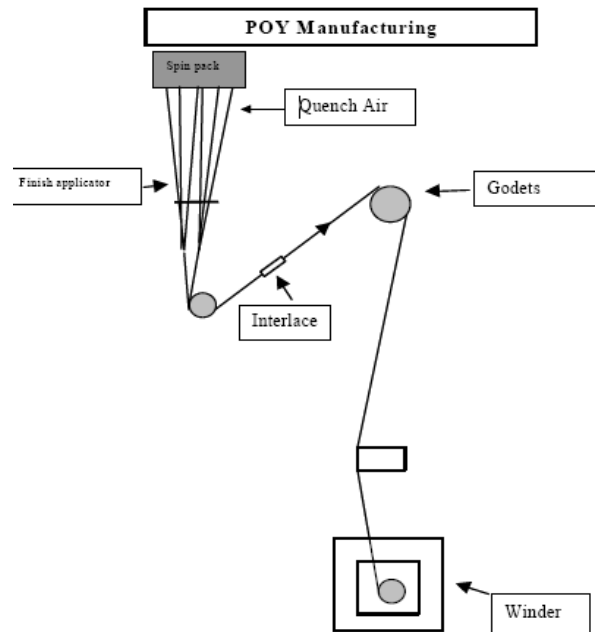 POY Manufacturing
Spin pack
Quench Air
Finish applicator
Godets
Interlace
Winder